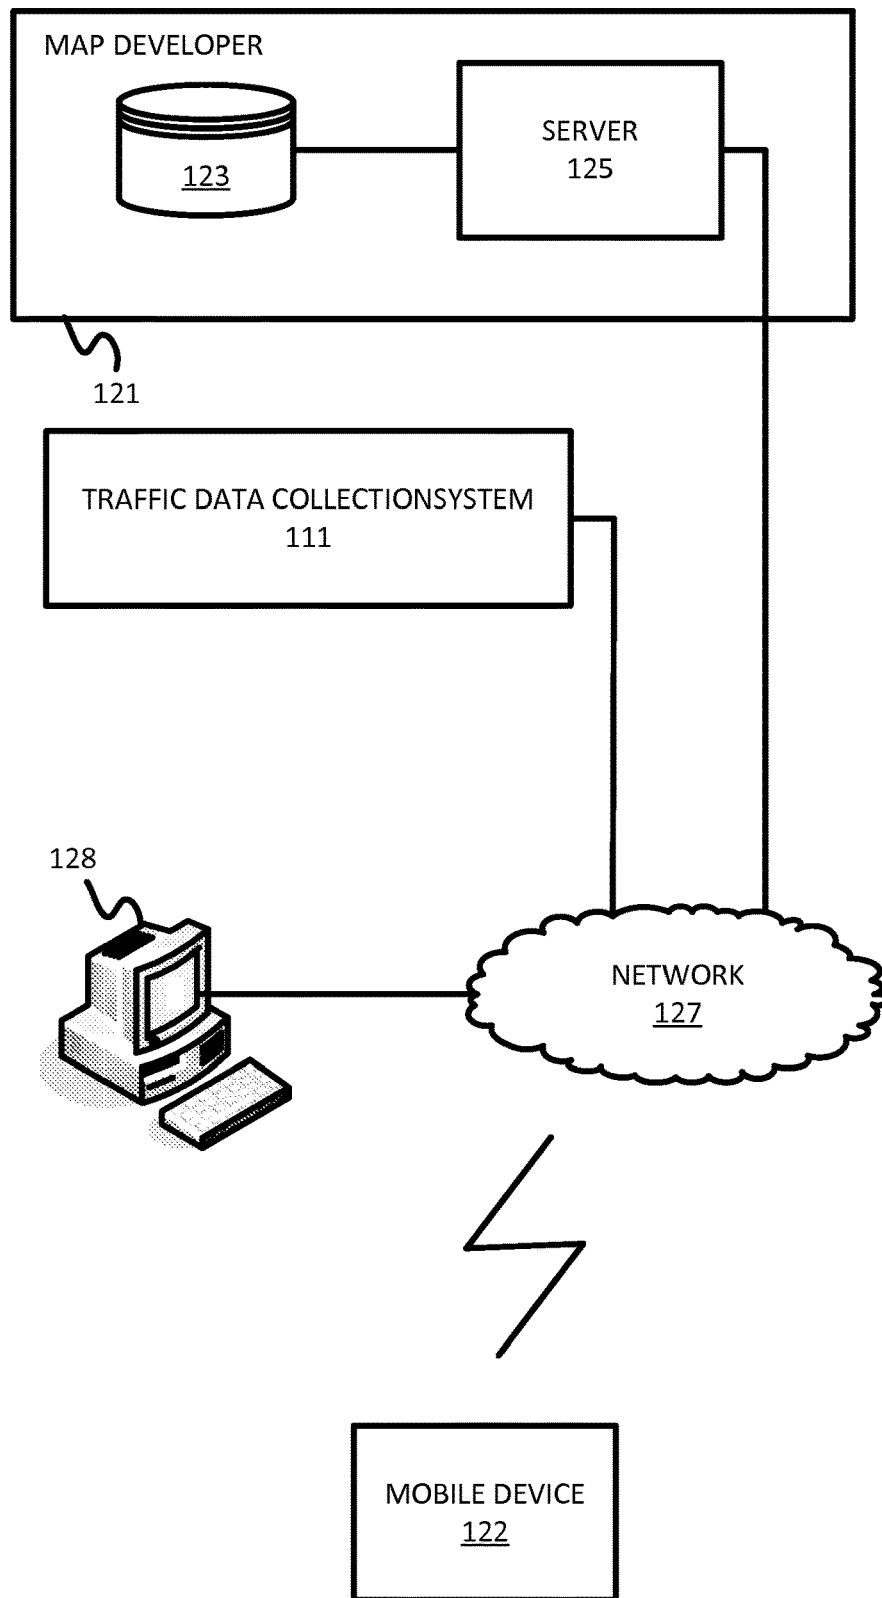 MAP DEVELOPER
SERVER
125
123
121
TRAFFIC DATA COLLECTIONSYSTEM
111
128
NETWORK
127
MOBILE DEVICE
122